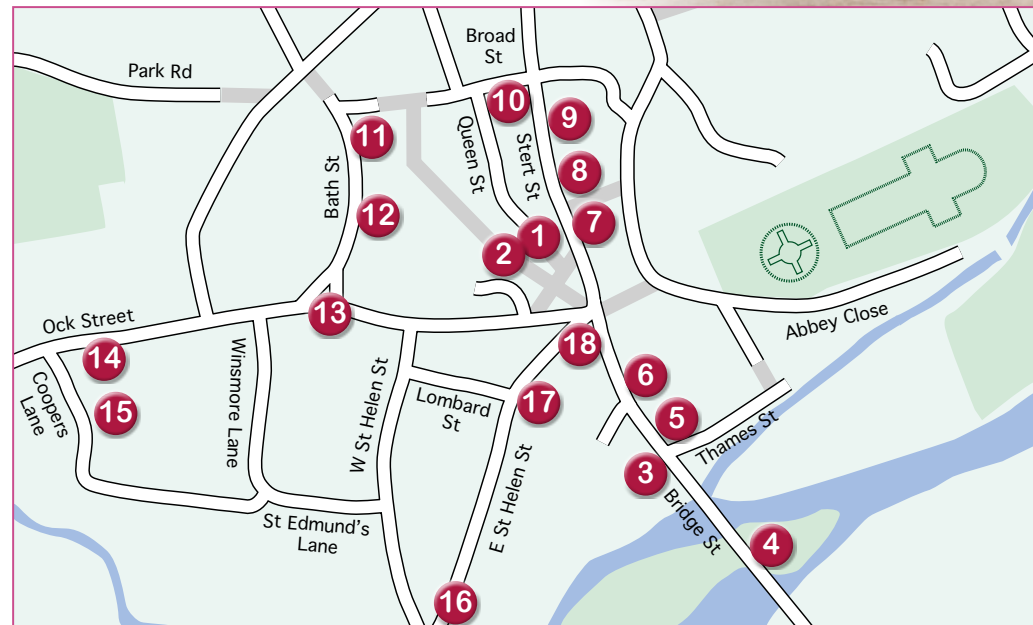 Broad
St
Park Rd
10
9
11
Queen St
Stert St
8
Bath St
12
7
1
2
Abbey Close
13
Ock Street
18
14
Winsmore Lane
W St Helen St
6
Coopers
Lane
15
Lombard
St
17
5
Thames St
3
E St Helen St
Bridge St
St Edmund's
Lane
4
16